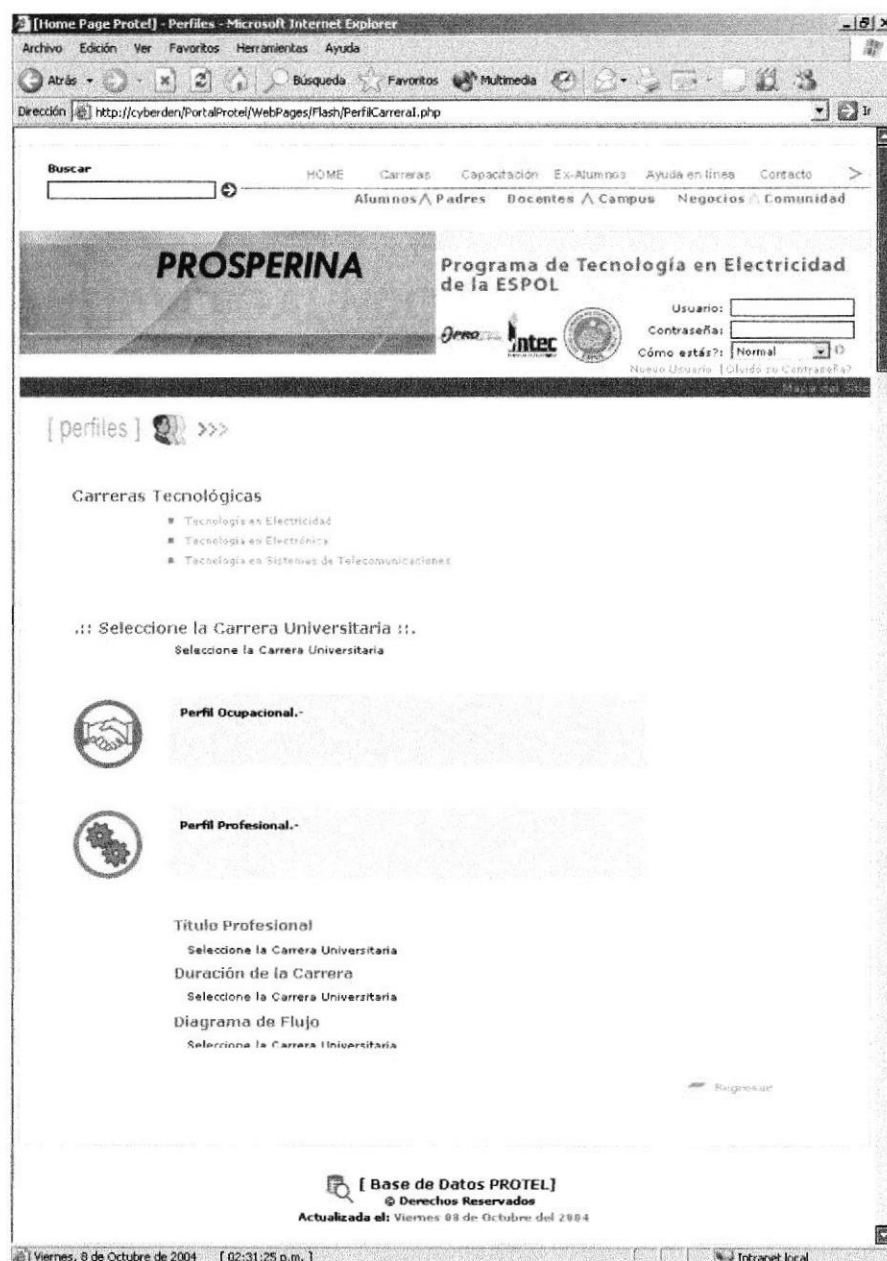 [Home Page Protel] - Perfiles - Microsoft Internet Explorer
Archivo Edición Ver Favoritos Herramientas Ayuda
Atrás Búsqueda Favoritos Multimedia
Dirección http://cyberden/PortalProtel/WebPages/Flash/PerfilCarrera1.php Ir
Buscar
HOME Carreras Capacitación Ex-Alumnos Ayuda en línea Contacto >
Alumnos Padres Docentes Campus Negocios Comunidad
PROSPERINA
Programa de Tecnología en Electricidad
de la ESPOL
Usuario:
Contraseña:
Cómo estás?: Normal
PROTEL intec ESPOL
Nuevo Usuario | Olvidó su Contraseña?
Mapa del Sitio
[ perfiles ] >>>
Carreras Tecnológicas
Tecnología en Electricidad
Tecnología en Electrónica
Tecnología en Sistemas de Telecomunicaciones
.:: Seleccione la Carrera Universitaria ::.
Seleccione la Carrera Universitaria
Perfil Ocupacional.-
Perfil Profesional.-
Título Profesional
Seleccione la Carrera Universitaria
Duración de la Carrera
Seleccione la Carrera Universitaria
Diagrama de Flujo
Seleccione la Carrera Universitaria
Regresar
[ Base de Datos PROTEL]
© Derechos Reservados
Actualizada el: Viernes 08 de Octubre del 2004
Viernes, 8 de Octubre de 2004 [ 02:31:25 p.m. ] Intranet local